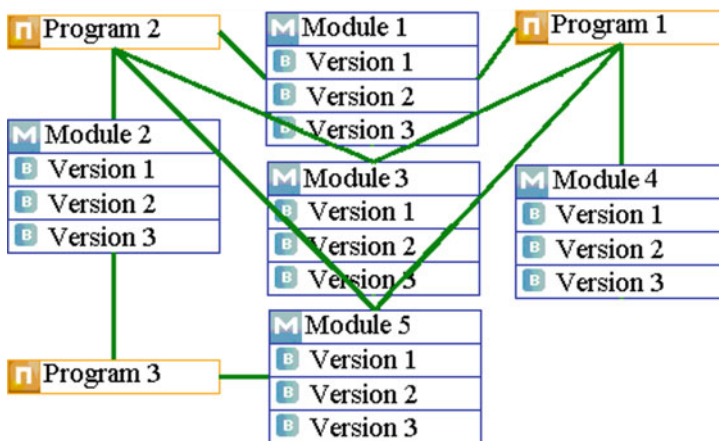 П Program 2
М Module 1
В Version 1
В Version 2
В Version 3
П Program 1
М Module 2
В Version 1
В Version 2
В Version 3
М Module 3
В Version 1
В Version 2
В Version 3
М Module 4
В Version 1
В Version 2
В Version 3
П Program 3
М Module 5
В Version 1
В Version 2
В Version 3